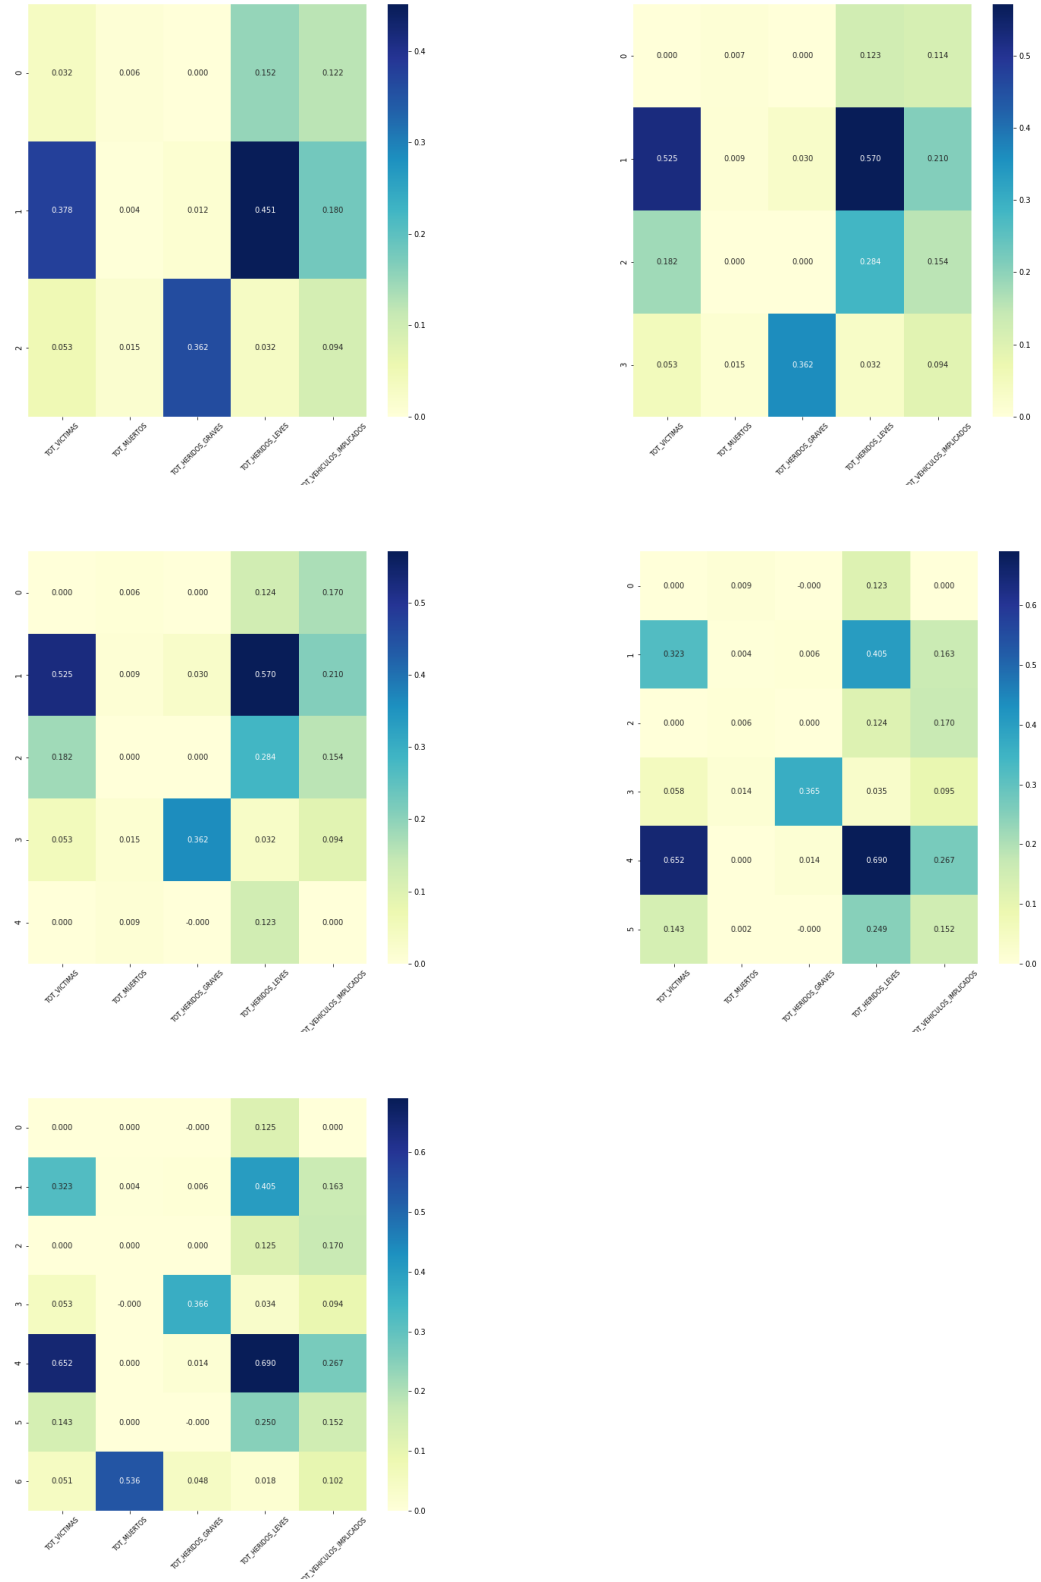 0 0.032 0.006 0.000 0.152 0.122
1 0.378 0.004 0.012 0.451 0.180
2 0.053 0.015 0.362 0.032 0.094
TOT_VICTIMAS TOT_MUERTOS TOT_HERIDOS_GRAVES TOT_HERIDOS_LEVES OT_VEHICULOS_IMPLICADOS
0.4
0.3
0.2
0.1
0.0
0 0.000 0.007 0.000 0.123 0.114
1 0.525 0.009 0.030 0.570 0.210
2 0.182 0.000 0.000 0.284 0.154
3 0.053 0.015 0.362 0.032 0.094
TOT_VICTIMAS TOT_MUERTOS TOT_HERIDOS_GRAVES TOT_HERIDOS_LEVES OT_VEHICULOS_IMPLICADOS
0.5
0.4
0.3
0.2
0.1
0.0
0 0.000 0.006 0.000 0.124 0.170
1 0.525 0.009 0.030 0.570 0.210
2 0.182 0.000 0.000 0.284 0.154
3 0.053 0.015 0.362 0.032 0.094
4 0.000 0.009 -0.000 0.123 0.000
TOT_VICTIMAS TOT_MUERTOS TOT_HERIDOS_GRAVES TOT_HERIDOS_LEVES OT_VEHICULOS_IMPLICADOS
0.5
0.4
0.3
0.2
0.1
0.0
0 0.000 0.009 -0.000 0.123 0.000
1 0.323 0.004 0.006 0.405 0.163
2 0.000 0.006 0.000 0.124 0.170
3 0.058 0.014 0.365 0.035 0.095
4 0.652 0.000 0.014 0.690 0.267
5 0.143 0.002 -0.000 0.249 0.152
TOT_VICTIMAS TOT_MUERTOS TOT_HERIDOS_GRAVES TOT_HERIDOS_LEVES OT_VEHICULOS_IMPLICADOS
0.6
0.5
0.4
0.3
0.2
0.1
0.0
0 0.000 0.000 -0.000 0.125 0.000
1 0.323 0.004 0.006 0.405 0.163
2 0.000 0.000 0.000 0.125 0.170
3 0.053 -0.000 0.366 0.034 0.094
4 0.652 0.000 0.014 0.690 0.267
5 0.143 0.000 -0.000 0.250 0.152
6 0.051 0.536 0.048 0.018 0.102
TOT_VICTIMAS TOT_MUERTOS TOT_HERIDOS_GRAVES TOT_HERIDOS_LEVES OT_VEHICULOS_IMPLICADOS
0.6
0.5
0.4
0.3
0.2
0.1
0.0